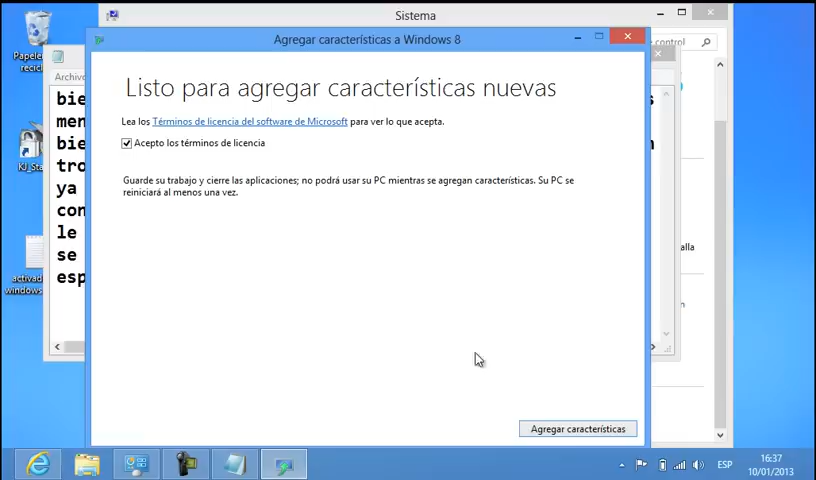 Sistema
Agregar características a Windows 8
control
Listo para agregar características nuevas
Lea los Términos de licencia del software de Microsoft para ver lo que acepta.
Acepto los términos de licencia
Guarde su trabajo y cierre las aplicaciones; no podrá usar su PC mientras se agregan características. Su PC se
reiniciará al menos una vez.
Agregar características
Papele
recicl
Archivo
bie
men
bie
tro
ya
con
le
se
esp
KJ_Sta
activad
windows
alla
ESP
16:37
10/01/2013